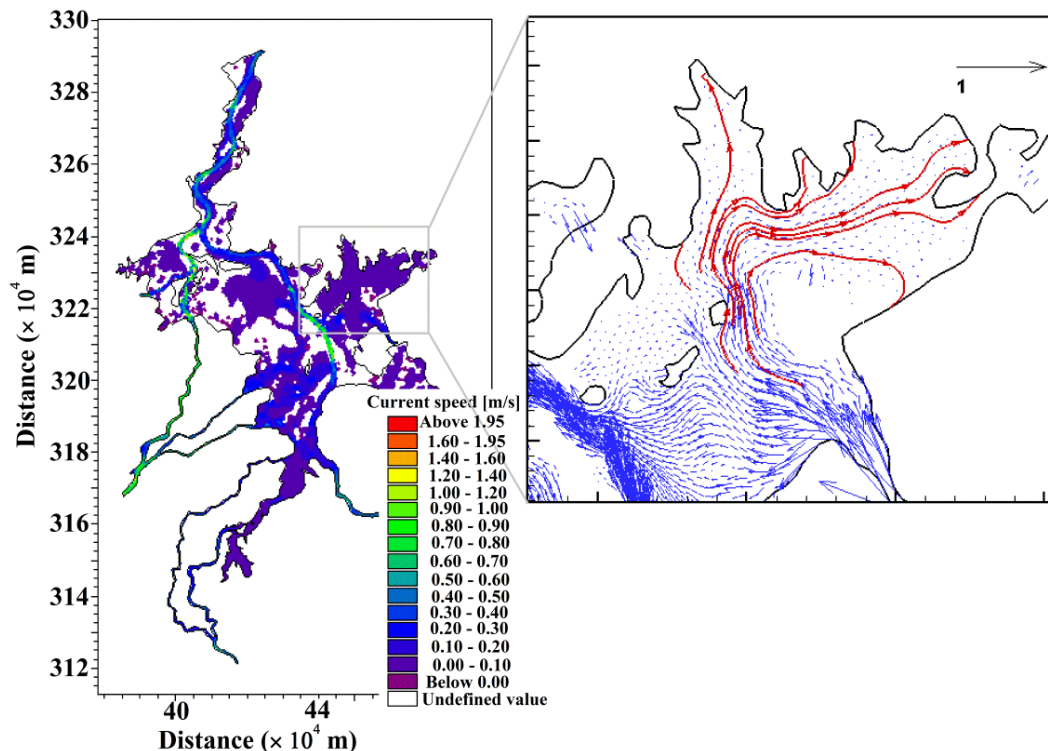 330
328
326
324
322
320
318
316
314
312
Distance (× 10⁴ m)
40
44
Distance (× 10⁴ m)
Current speed [m/s]
Above 1.95
1.60 - 1.95
1.40 - 1.60
1.20 - 1.40
1.00 - 1.20
0.90 - 1.00
0.80 - 0.90
0.70 - 0.80
0.60 - 0.70
0.50 - 0.60
0.40 - 0.50
0.30 - 0.40
0.20 - 0.30
0.10 - 0.20
0.00 - 0.10
Below 0.00
Undefined value
1